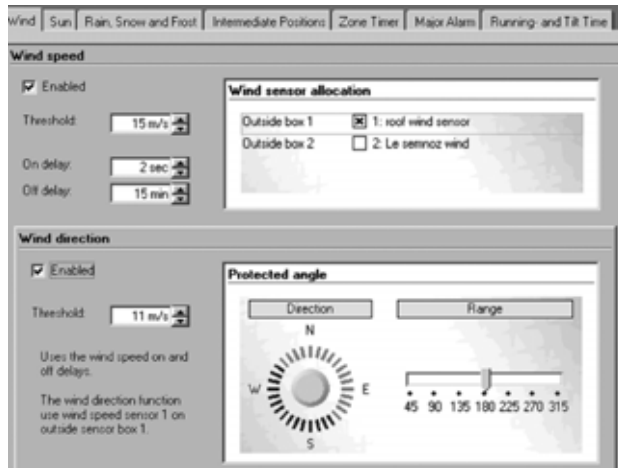 Wind Sun Rain, Snow and Frost Intermediate Positions Zone Timer Major Alarm Running- and Tilt Time
Wind speed
Enabled
Threshold: 15 m/s
On delay: 2 sec
Off delay: 15 min
Wind sensor allocation
Outside box 1 1: roof wind sensor
Outside box 2 2: Le semnoz wind
Wind direction
Enabled
Threshold: 11 m/s
Uses the wind speed on and
off delays.
The wind direction function
use wind speed sensor 1 on
outside sensor box 1.
Protected angle
Direction Range
N
W E
S
45 90 135 180 225 270 315